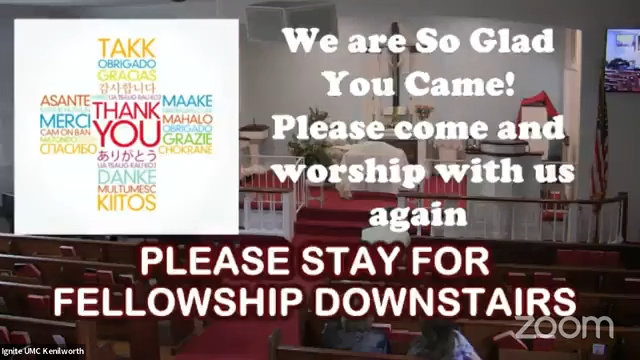 TAKK
OBRIGADO
GRACIAS
감사합니다
ASANTE
MERCI
CAM ON BAN
СПАСИБО
THANK
YOU
MAAKE
MAHALO
OBRIGADO
GRAZIE
CHOKRANE
ありがとう
DANKE
MULTUMESC
KIITOS
We are So Glad
You Came!
Please come and
worship with us
again
PLEASE STAY FOR
FELLOWSHIP DOWNSTAIRS
zoom
Ignite UMC Kenilworth